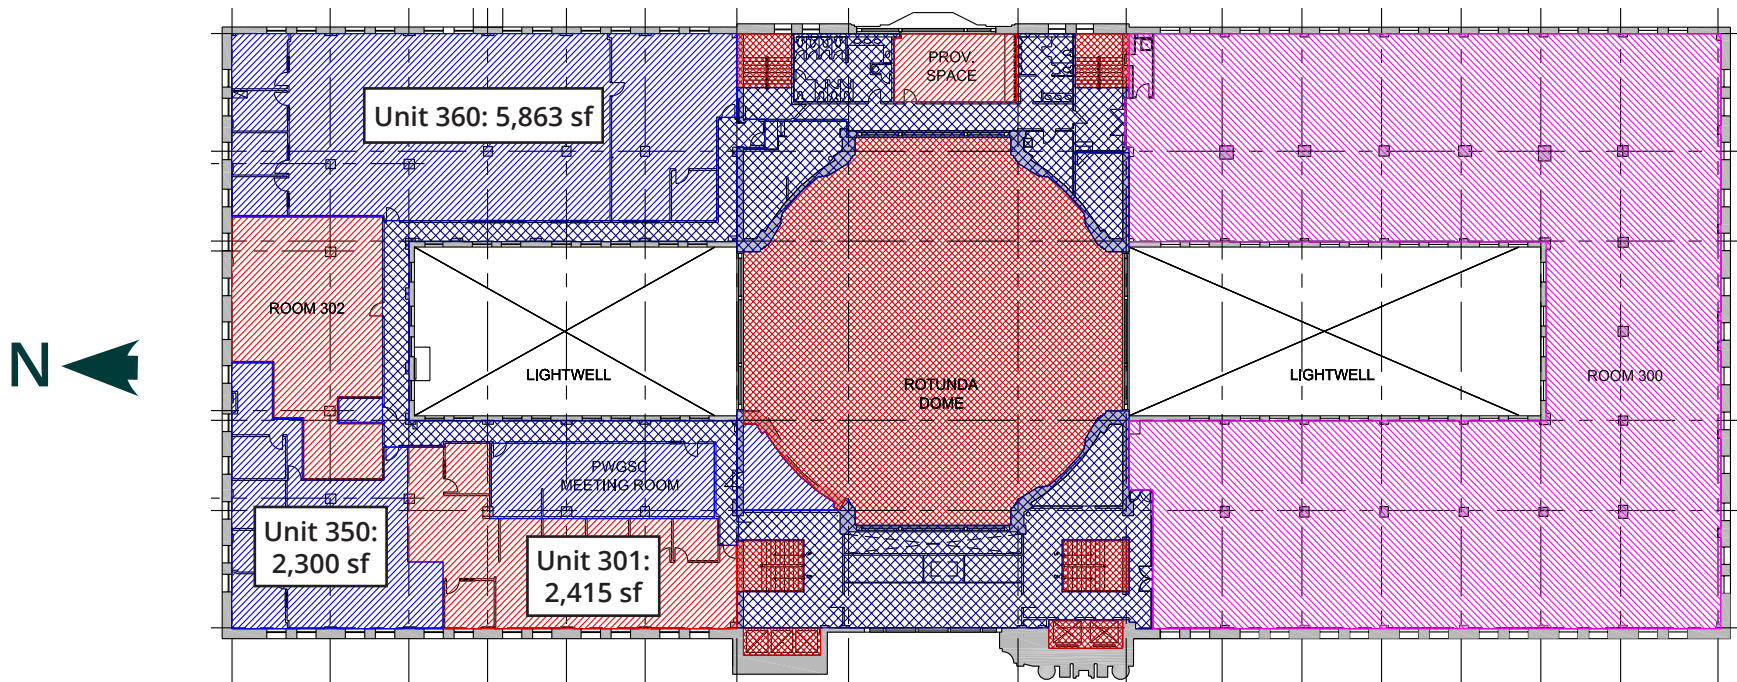 PROV.
SPACE
Unit 360: 5,863 sf
ROOM 302
N
LIGHTWELL
ROTUNDA
DOME
LIGHTWELL
ROOM 300
PWGSC
MEETING ROOM
Unit 350:
2,300 sf
Unit 301:
2,415 sf